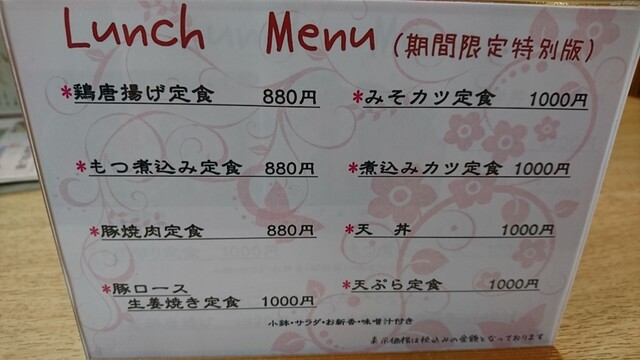 Lunch Menu (期間限定特別版)
*鶏唐揚げ定食 880円
*みそカツ定食 1000円
*もつ煮込み定食 880円
*煮込みカツ定食 1000円
*豚焼肉定食 880円
*天丼 1000円
*豚ロース
生姜焼き定食 1000円
*天ぷら定食 1000円
小鉢・サラダ・お新香・味噌汁付き
表示価格は税込みの金額となっております